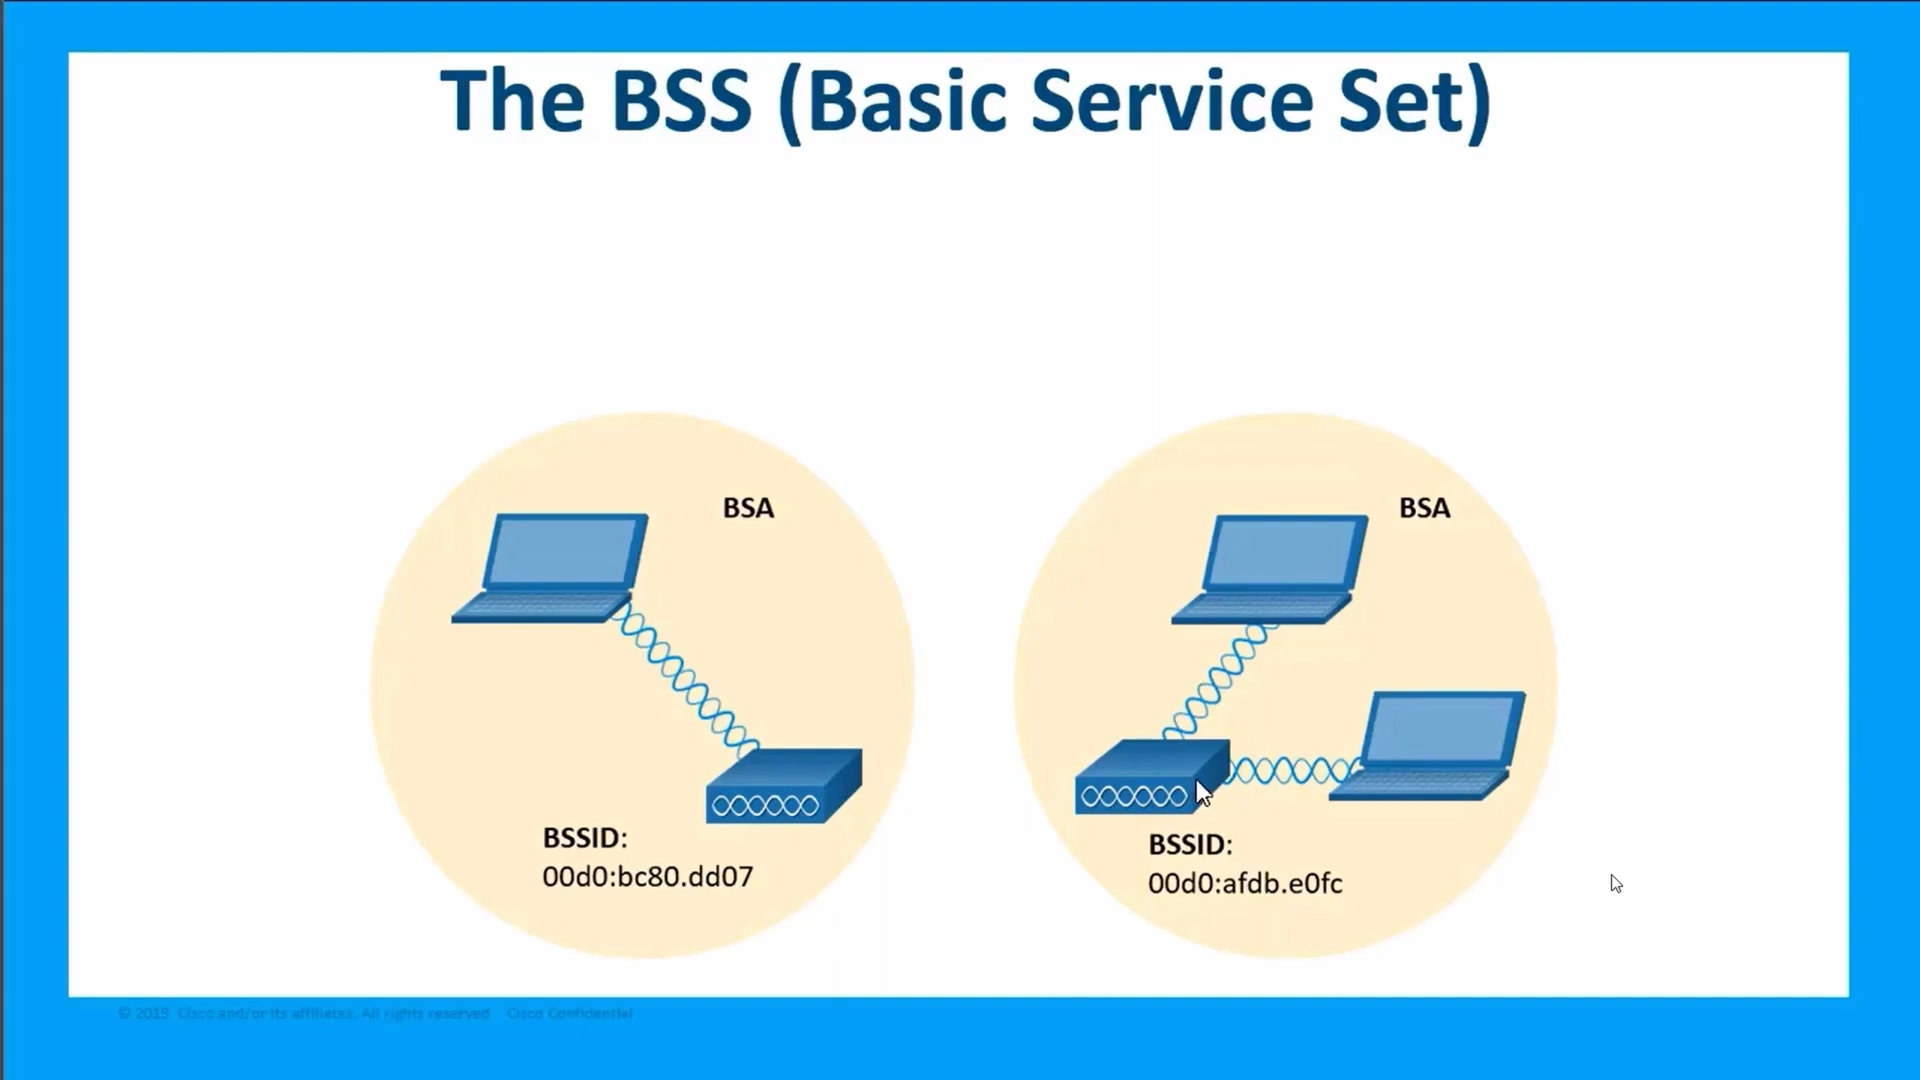 The BSS (Basic Service Set)
BSA
BSSID:
00d0:bc80.dd07
BSA
BSSID:
00d0:afdb.e0fc
© 2019 Cisco and/or its affiliates. All rights reserved. Cisco Confidential